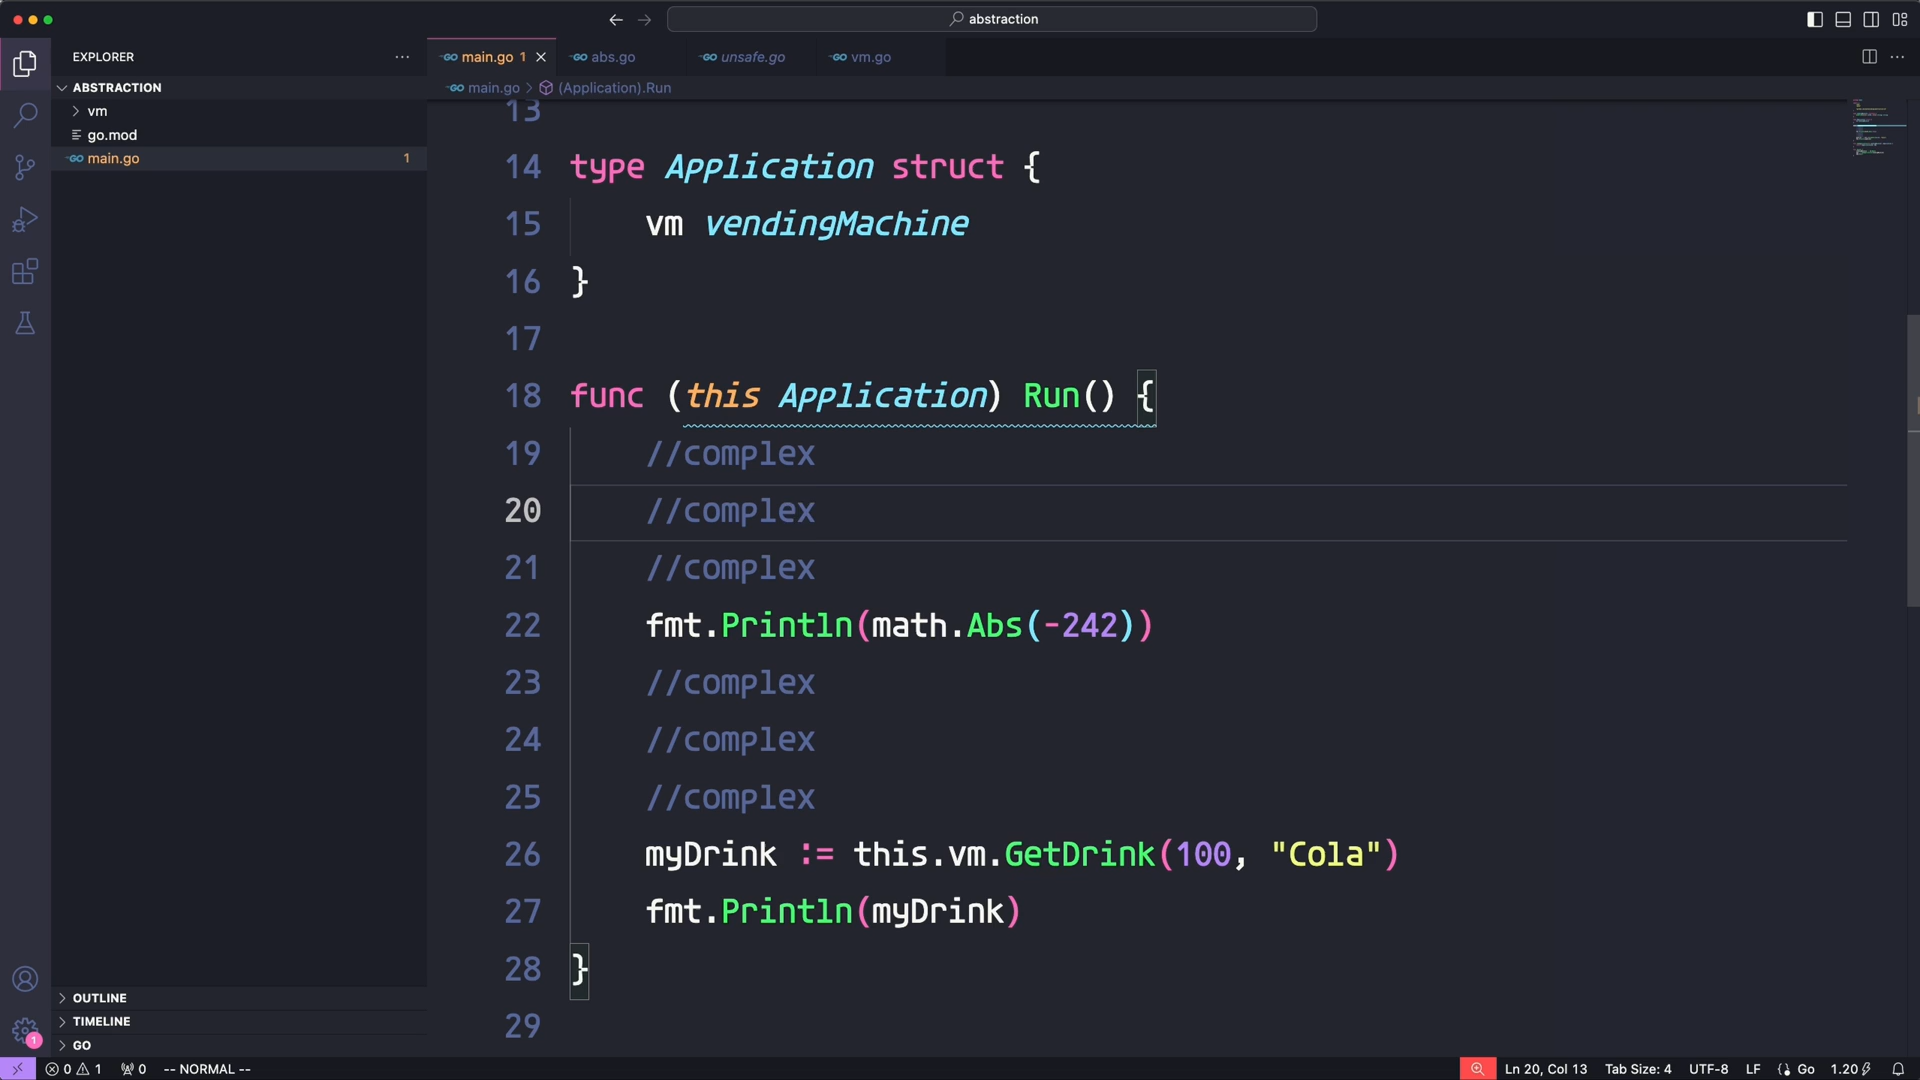 abstraction
EXPLORER
ABSTRACTION
vm
go.mod
main.go 1
OUTLINE
TIMELINE
GO
main.go 1
abs.go
unsafe.go
vm.go
main.go > (Application).Run
13
14 type Application struct {
15 vm vendingMachine
16 }
17
18 func (this Application) Run() {
19 //complex
20 //complex
21 //complex
22 fmt.Println(math.Abs(-242))
23 //complex
24 //complex
25 //complex
26 myDrink := this.vm.GetDrink(100, "Cola")
27 fmt.Println(myDrink)
28 }
29
1
0 1 0 -- NORMAL -- Ln 20, Col 13 Tab Size: 4 UTF-8 LF Go 1.20